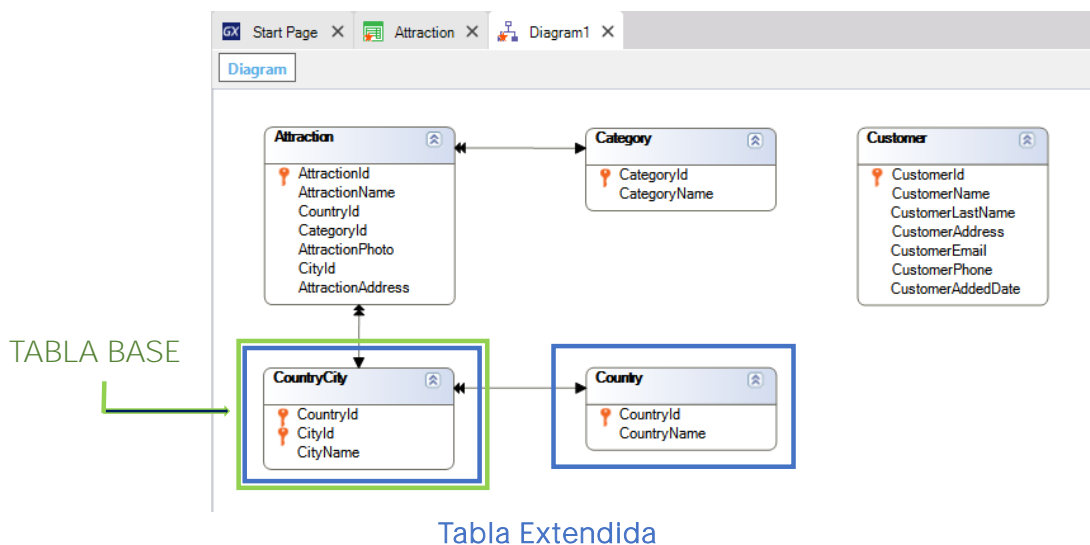 GX Start Page Attraction Diagram1
Diagram
Attraction
AttractionId
AttractionName
CountryId
CategoryId
AttractionPhoto
CityId
AttractionAddress
Category
CategoryId
CategoryName
Customer
CustomerId
CustomerName
CustomerLastName
CustomerAddress
CustomerEmail
CustomerPhone
CustomerAddedDate
TABLA BASE
CountryCity
CountryId
CityId
CityName
Country
CountryId
CountryName
Tabla Extendida